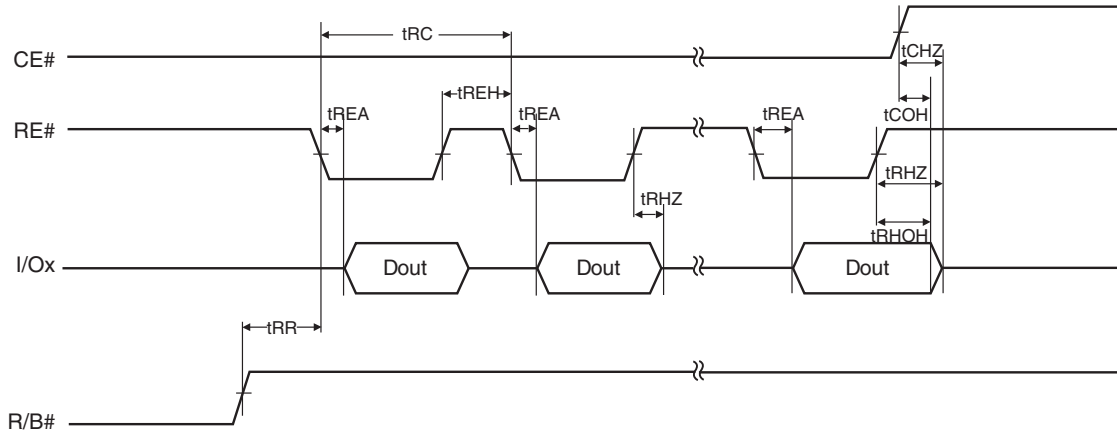 tRC
tCHZ
CE#
tREH
tREA
tREA
tREA
tCOH
RE#
tRHZ
tRHZ
tRHOH
I/Ox
Dout
Dout
Dout
tRR
R/B#